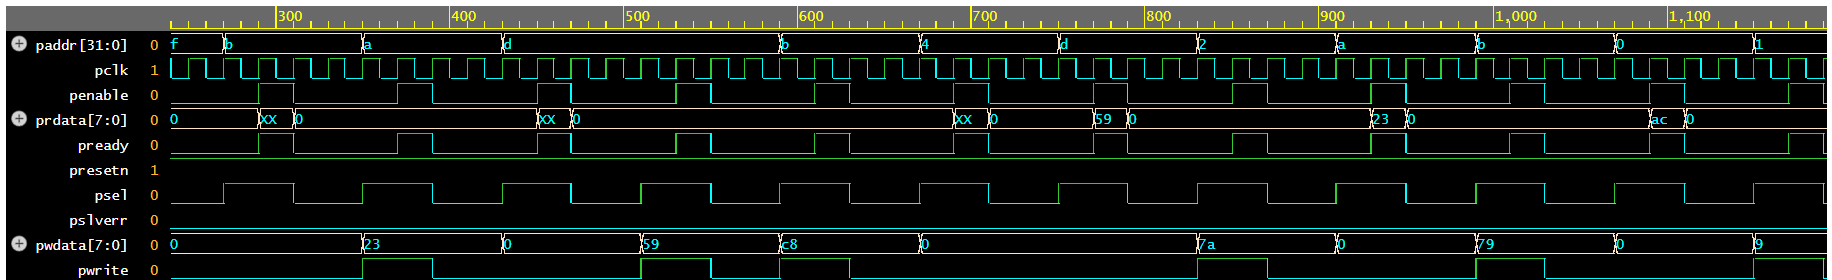 300 400 500 600 700 800 900 1,000 1,100
paddr[31:0] 0 f b a d b 4 d 2 a b 0 1
pclk 1
penable 0
prdata[7:0] 0 0 XX 0 XX 0 XX 0 59 0 23 0 ac 0
pready 0
presetn 1
psel 0
pslverr 0
pwdata[7:0] 0 0 23 0 59 c8 0 7a 0 79 0 9
pwrite 0